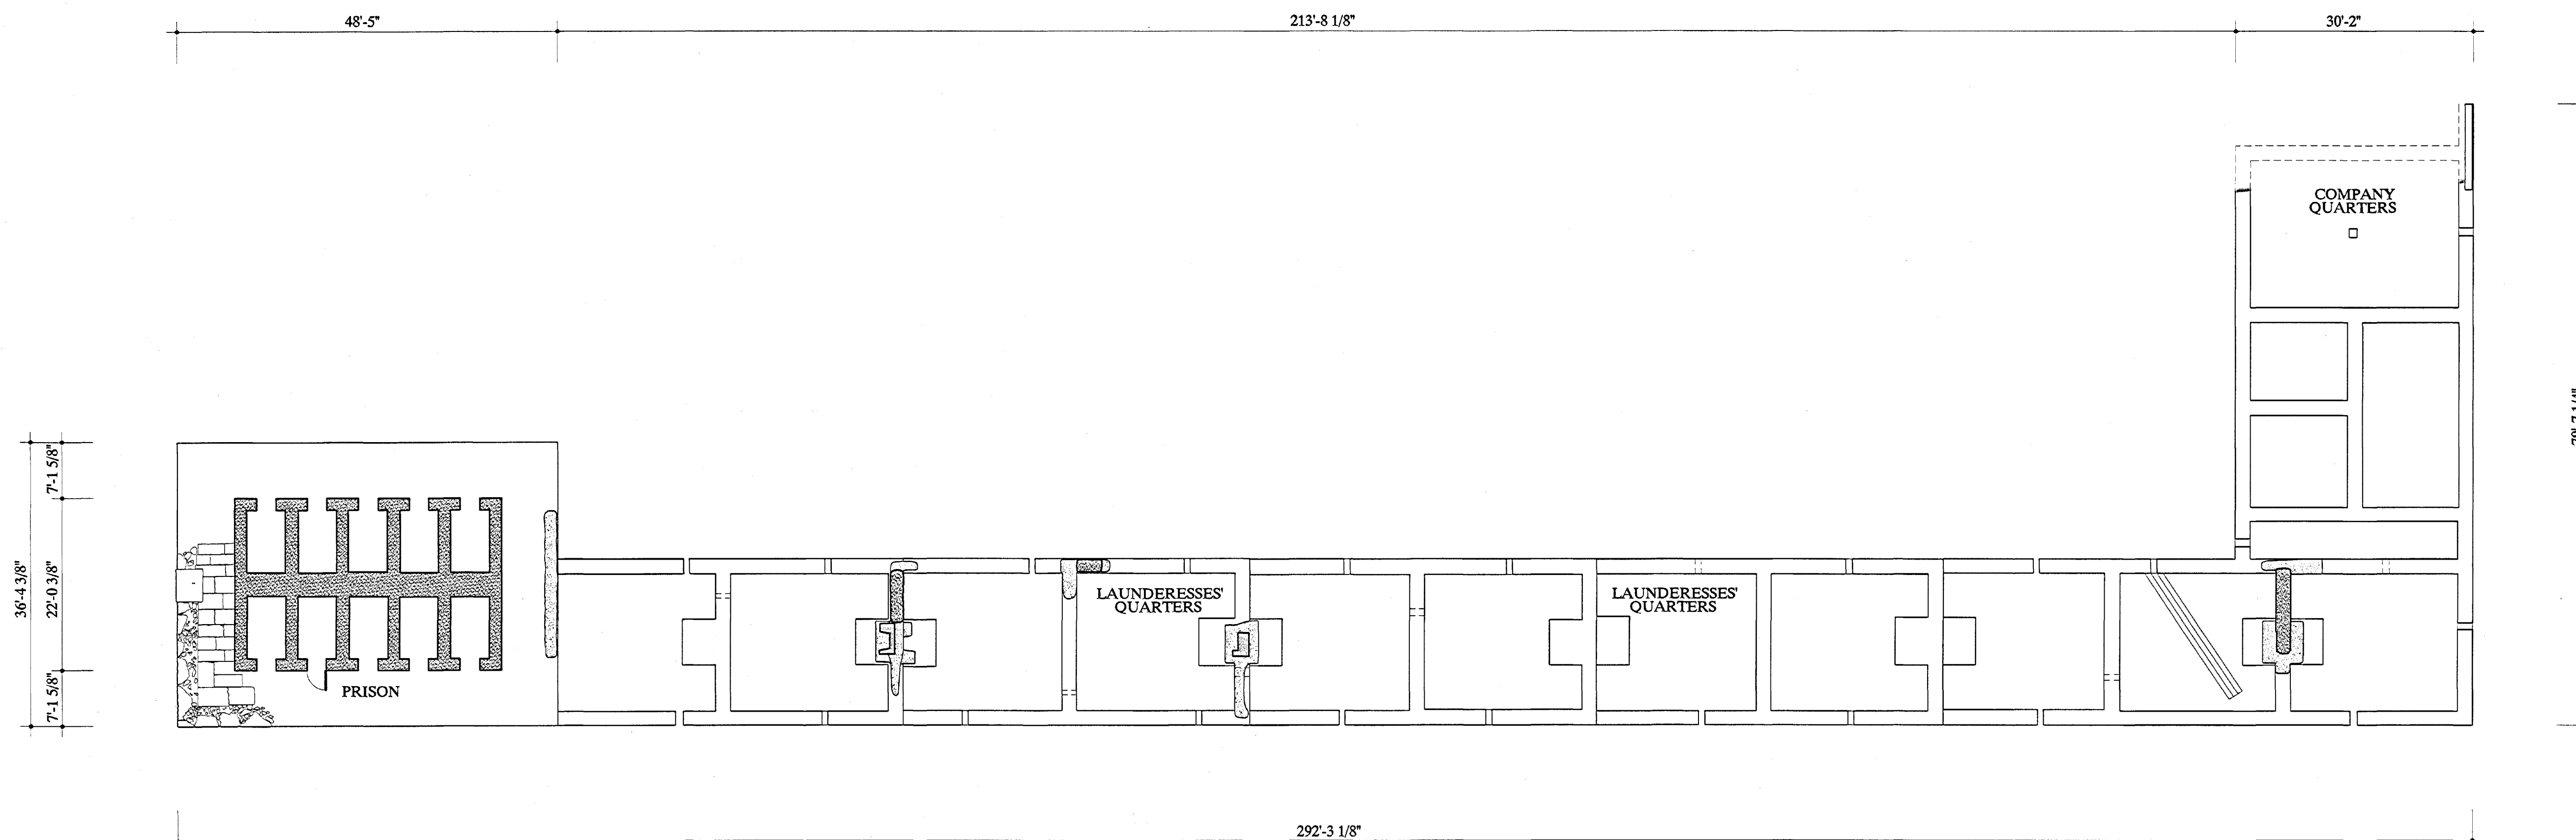 48'-5"
213'-8 1/8"
30'-2"
COMPANY
QUARTERS
7'-1 5/8"
36'-4 3/8"
22'-0 3/8"
7'-1 5/8"
LAUNDERESSES'
QUARTERS
LAUNDERESSES'
QUARTERS
PRISON
292'-3 1/8"